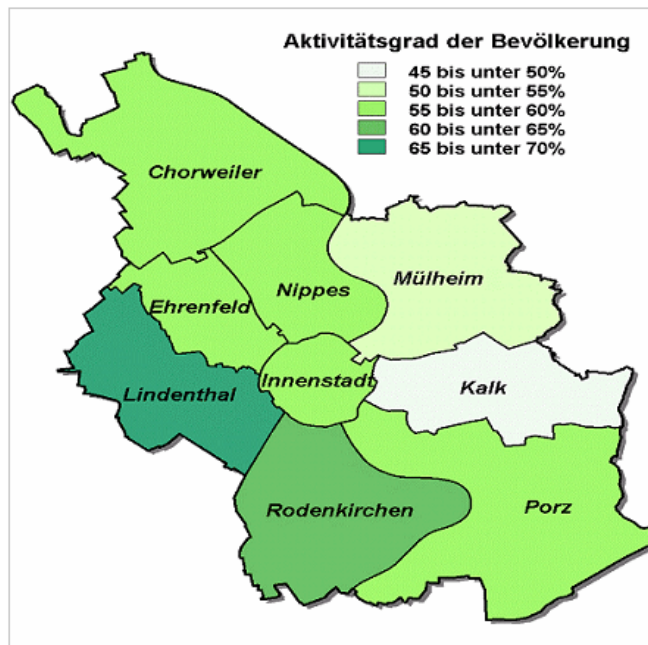 Aktivitätsgrad der Bevölkerung
45 bis unter 50%
50 bis unter 55%
55 bis unter 60%
60 bis unter 65%
65 bis unter 70%
Chorweiler
Nippes
Mülheim
Ehrenfeld
Innenstadt
Lindenthal
Kalk
Rodenkirchen
Porz